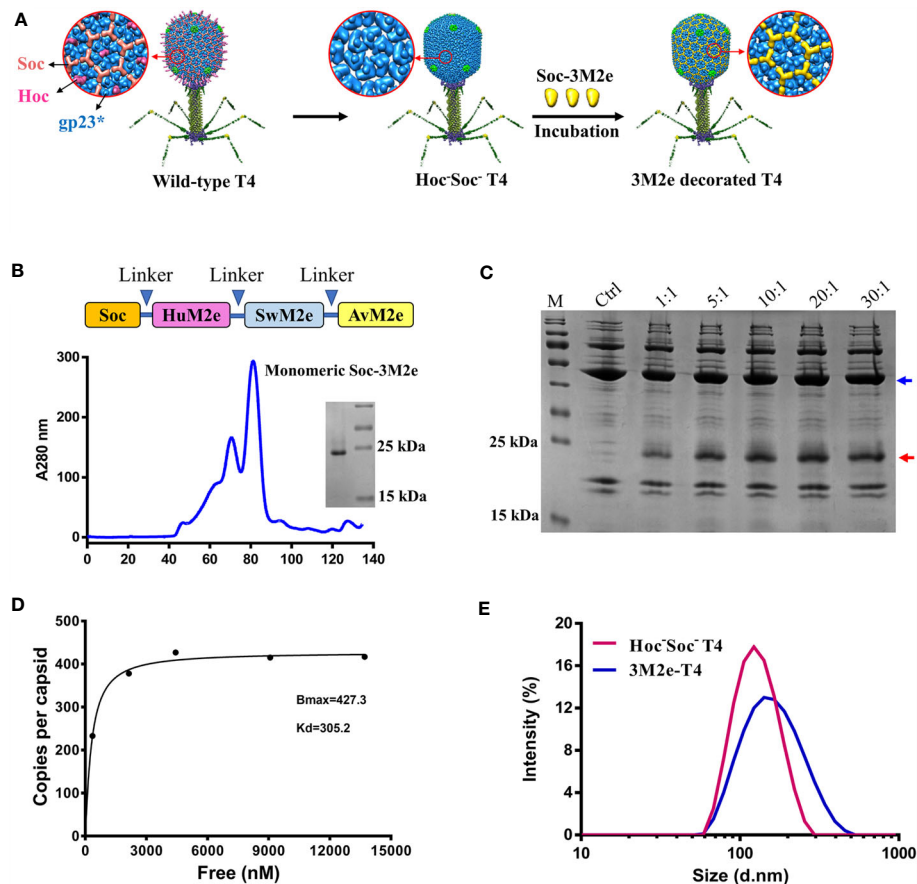 A
Soc
Hoc
gp23*
Wild-type T4
Hoc⁻Soc⁻ T4
Soc-3M2e
Incubation
3M2e decorated T4
B
Linker Linker Linker
Soc HuM2e SwM2e AvM2e
Monomeric Soc-3M2e
A280 nm
300
200
100
0
0 20 40 60 80 100 120 140
25 kDa
15 kDa
C
M Ctrl 1:1 5:1 10:1 20:1 30:1
25 kDa
15 kDa
D
Copies per capsid
500
400
300
200
100
0
0 3000 6000 9000 12000 15000
Free (nM)
Bmax=427.3
Kd=305.2
E
Hoc⁻Soc⁻ T4
3M2e-T4
Intensity (%)
16
12
8
4
0
10 100 1000
Size (d.nm)